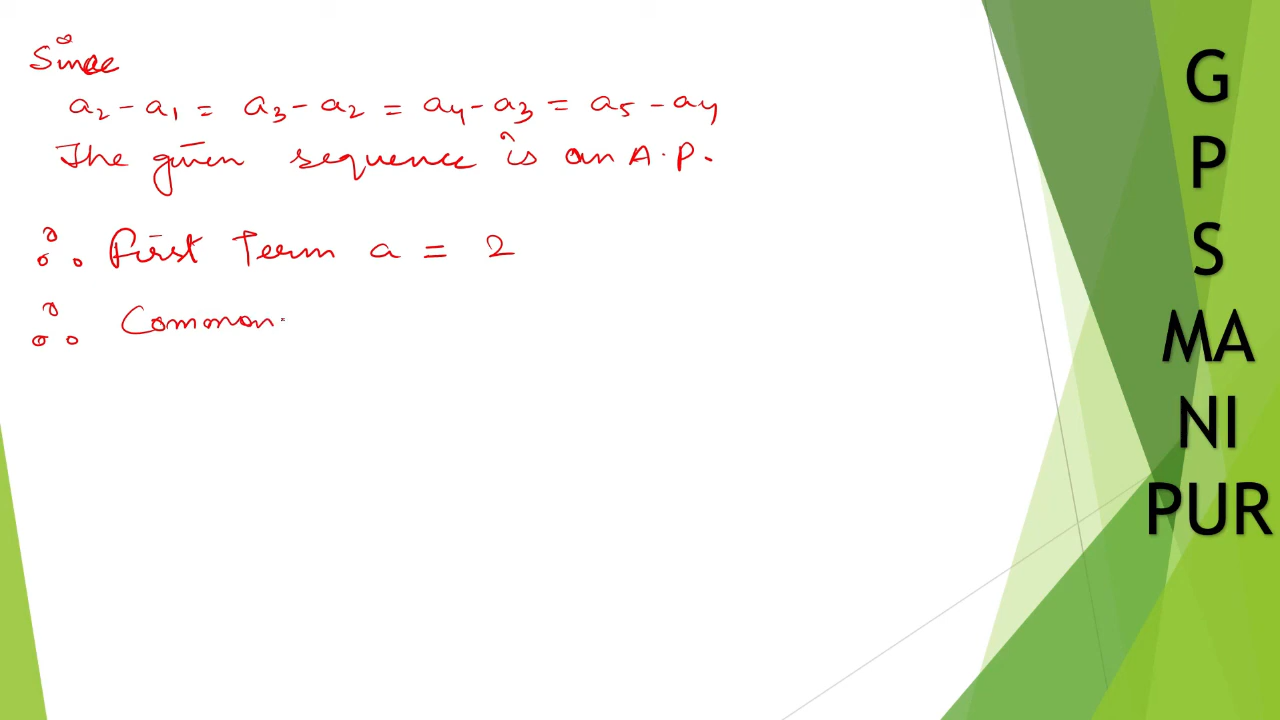 Since
a₂ - a₁ = a₃ - a₂ = a₄ - a₃ = a₅ - a₄
The given sequence is an A.P.
∴ First Term a = 2
∴ Common
G
P
S
MA
NI
PUR